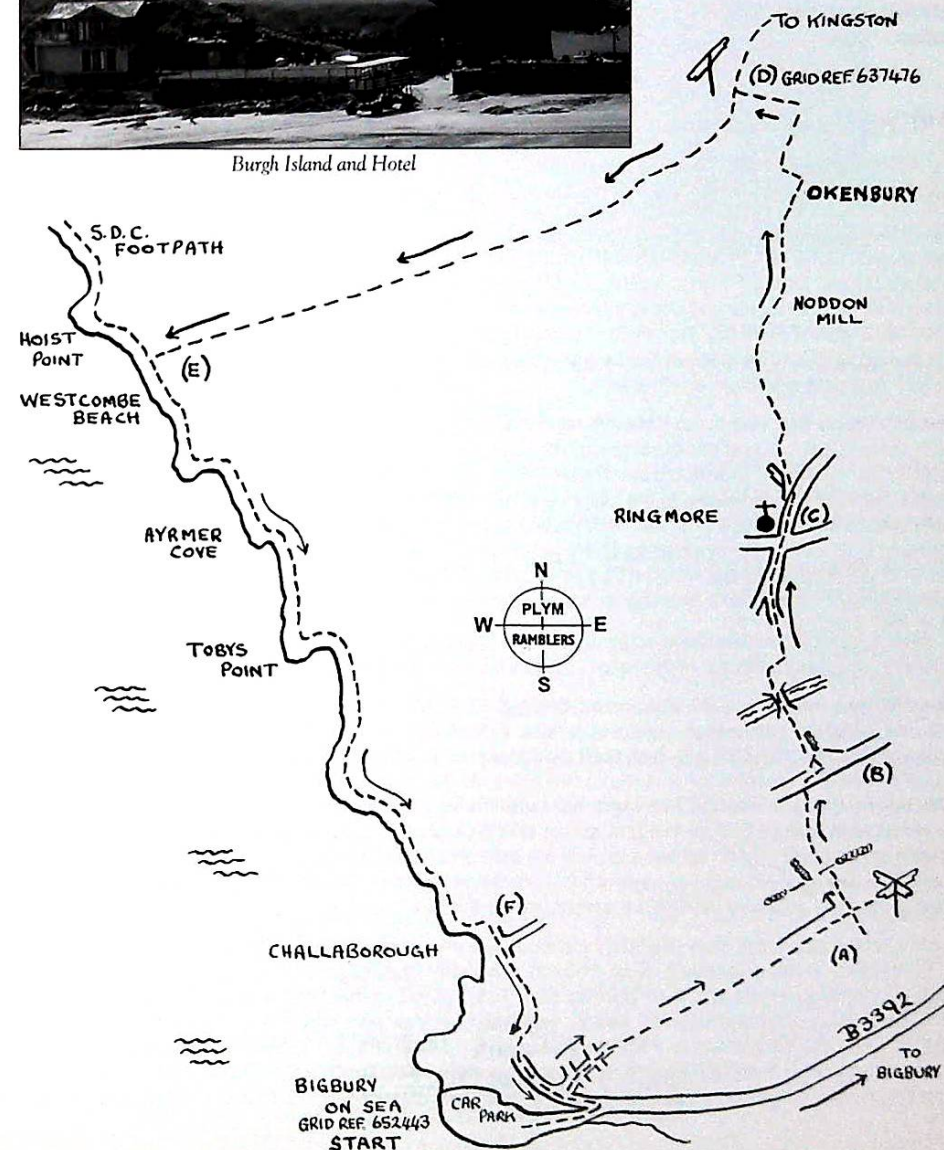 TO KINGSTON
(D) GRID REF. 637476
Burgh Island and Hotel
OKENBURY
S.D.C.
FOOTPATH
NODDON
MILL
HOIST
POINT
(E)
WESTCOMBE
BEACH
RINGMORE
(C)
AYRMER
COVE
N
PLYM
W E
RAMBLERS
S
TOBYS
POINT
(B)
(F)
CHALLABOROUGH
(A)
B3392
TO
BIGBURY
BIGBURY
ON SEA
GRID REF. 652443
START
CAR
PARK